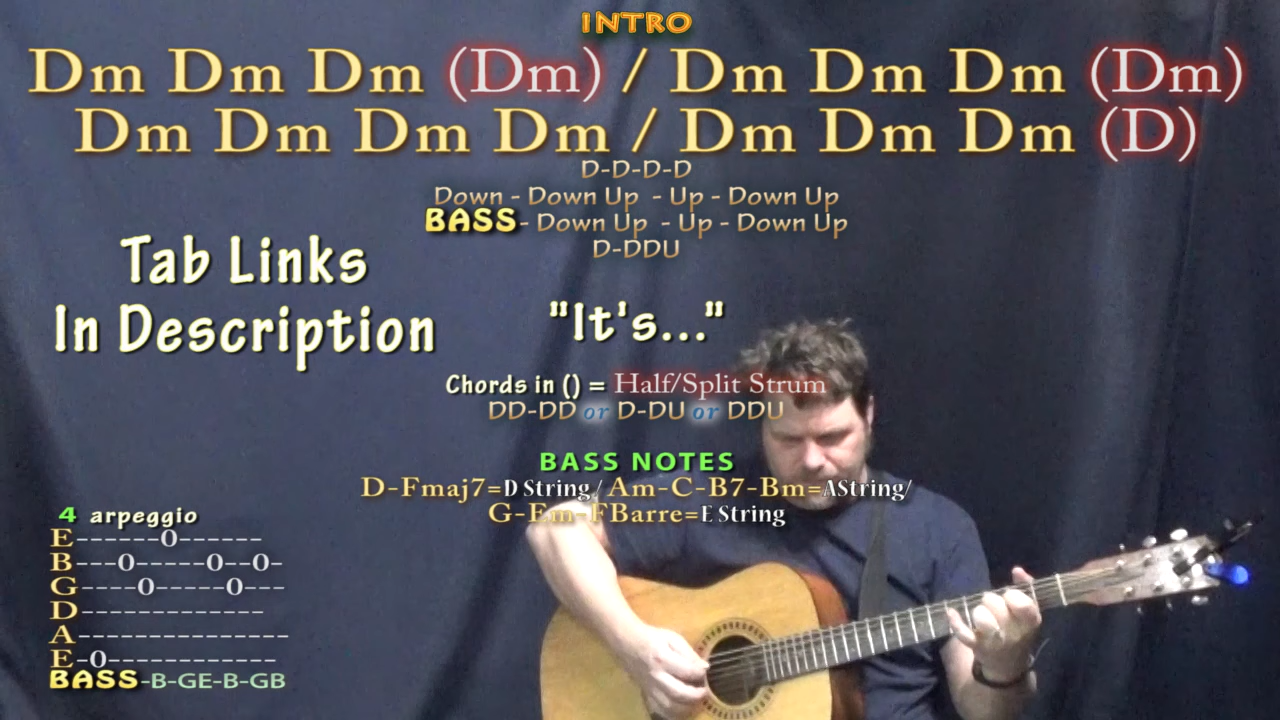 INTRO
Dm Dm Dm (Dm) / Dm Dm Dm (Dm)
Dm Dm Dm Dm / Dm Dm Dm (D)
D-D-D-D
Down - Down Up - Up - Down Up
BASS - Down Up - Up - Down Up
D-DDU
Tab Links
In Description
"It's..."
Chords in () = Half/Split Strum
DD-DD or D-DU or DDU
BASS NOTES
D-Fmaj7=D String/ Am-C-B7-Bm=AString/
G-Em-FBarre=E String
4 arpeggio
E------0------
B---0-----0--0-
G----0-----0---
D-------------
A---------------
E-0------------
BASS-B-GE-B-GB